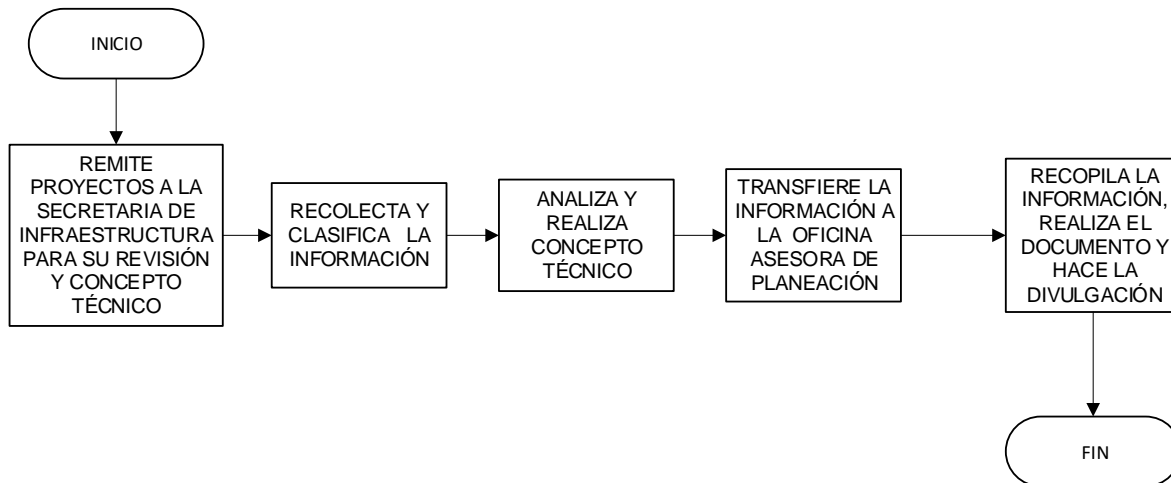 INICIO
REMITE
PROYECTOS A LA
SECRETARIA DE
INFRAESTRUCTURA
PARA SU REVISIÓN
Y CONCEPTO
TÉCNICO
RECOLECTA Y
CLASIFICA LA
INFORMACIÓN
ANALIZA Y
REALIZA
CONCEPTO
TÉCNICO
TRANSFIERE LA
INFORMACIÓN A
LA OFICINA
ASESORA DE
PLANEACIÓN
RECOPILA LA
INFORMACIÓN,
REALIZA EL
DOCUMENTO Y
HACE LA
DIVULGACIÓN
FIN